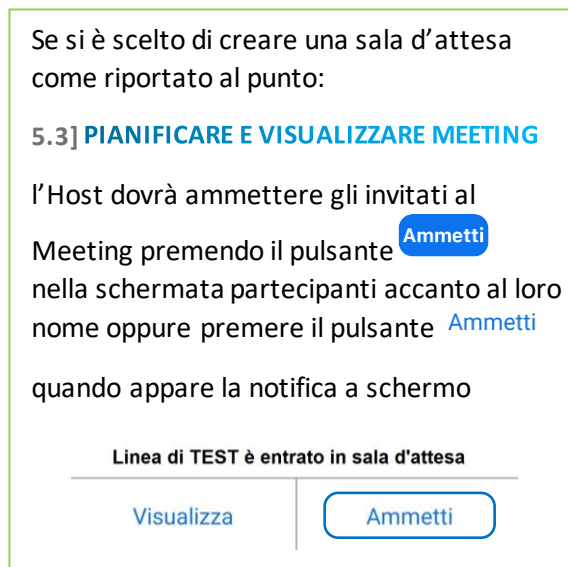 Se si è scelto di creare una sala d'attesa
come riportato al punto:
5.3] PIANIFICARE E VISUALIZZARE MEETING
l'Host dovrà ammettere gli invitati al
Meeting premendo il pulsante Ammetti
nella schermata partecipanti accanto al loro
nome oppure premere il pulsante Ammetti
quando appare la notifica a schermo
Linea di TEST è entrato in sala d'attesa
Visualizza Ammetti